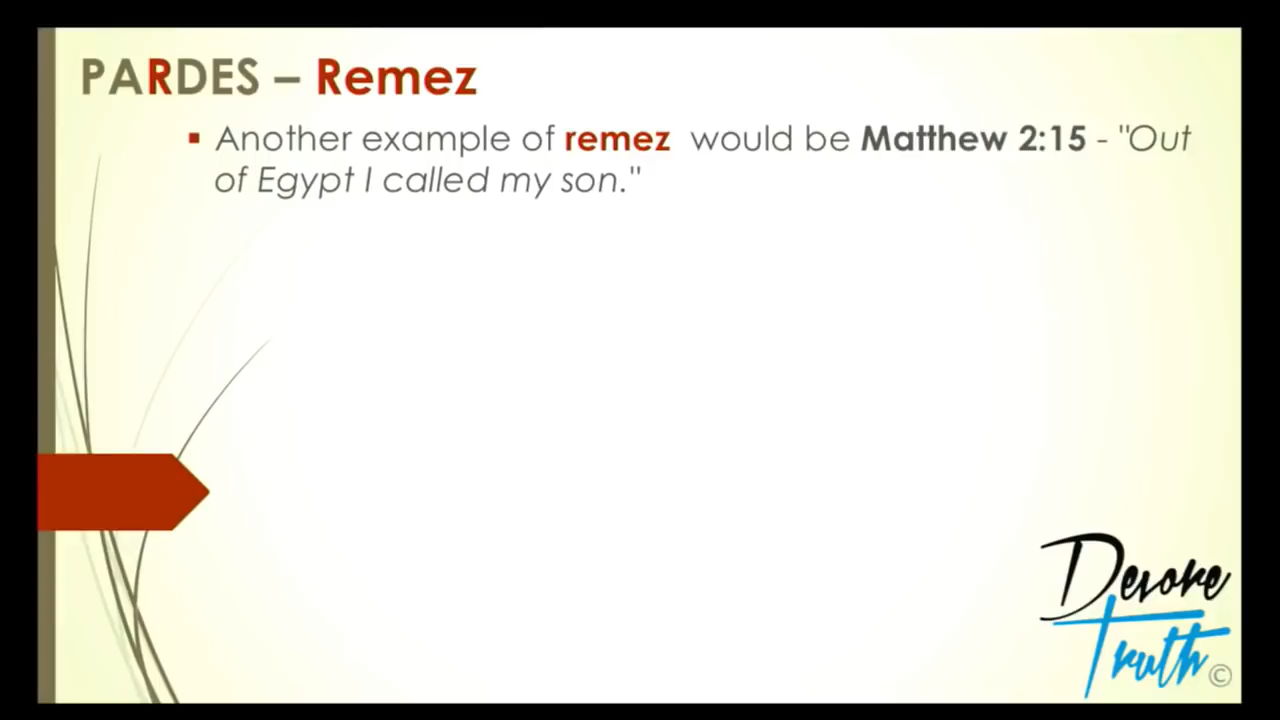 PARDES – Remez
▪ Another example of remez would be Matthew 2:15 - "Out
of Egypt I called my son."
Devore
Truth ©